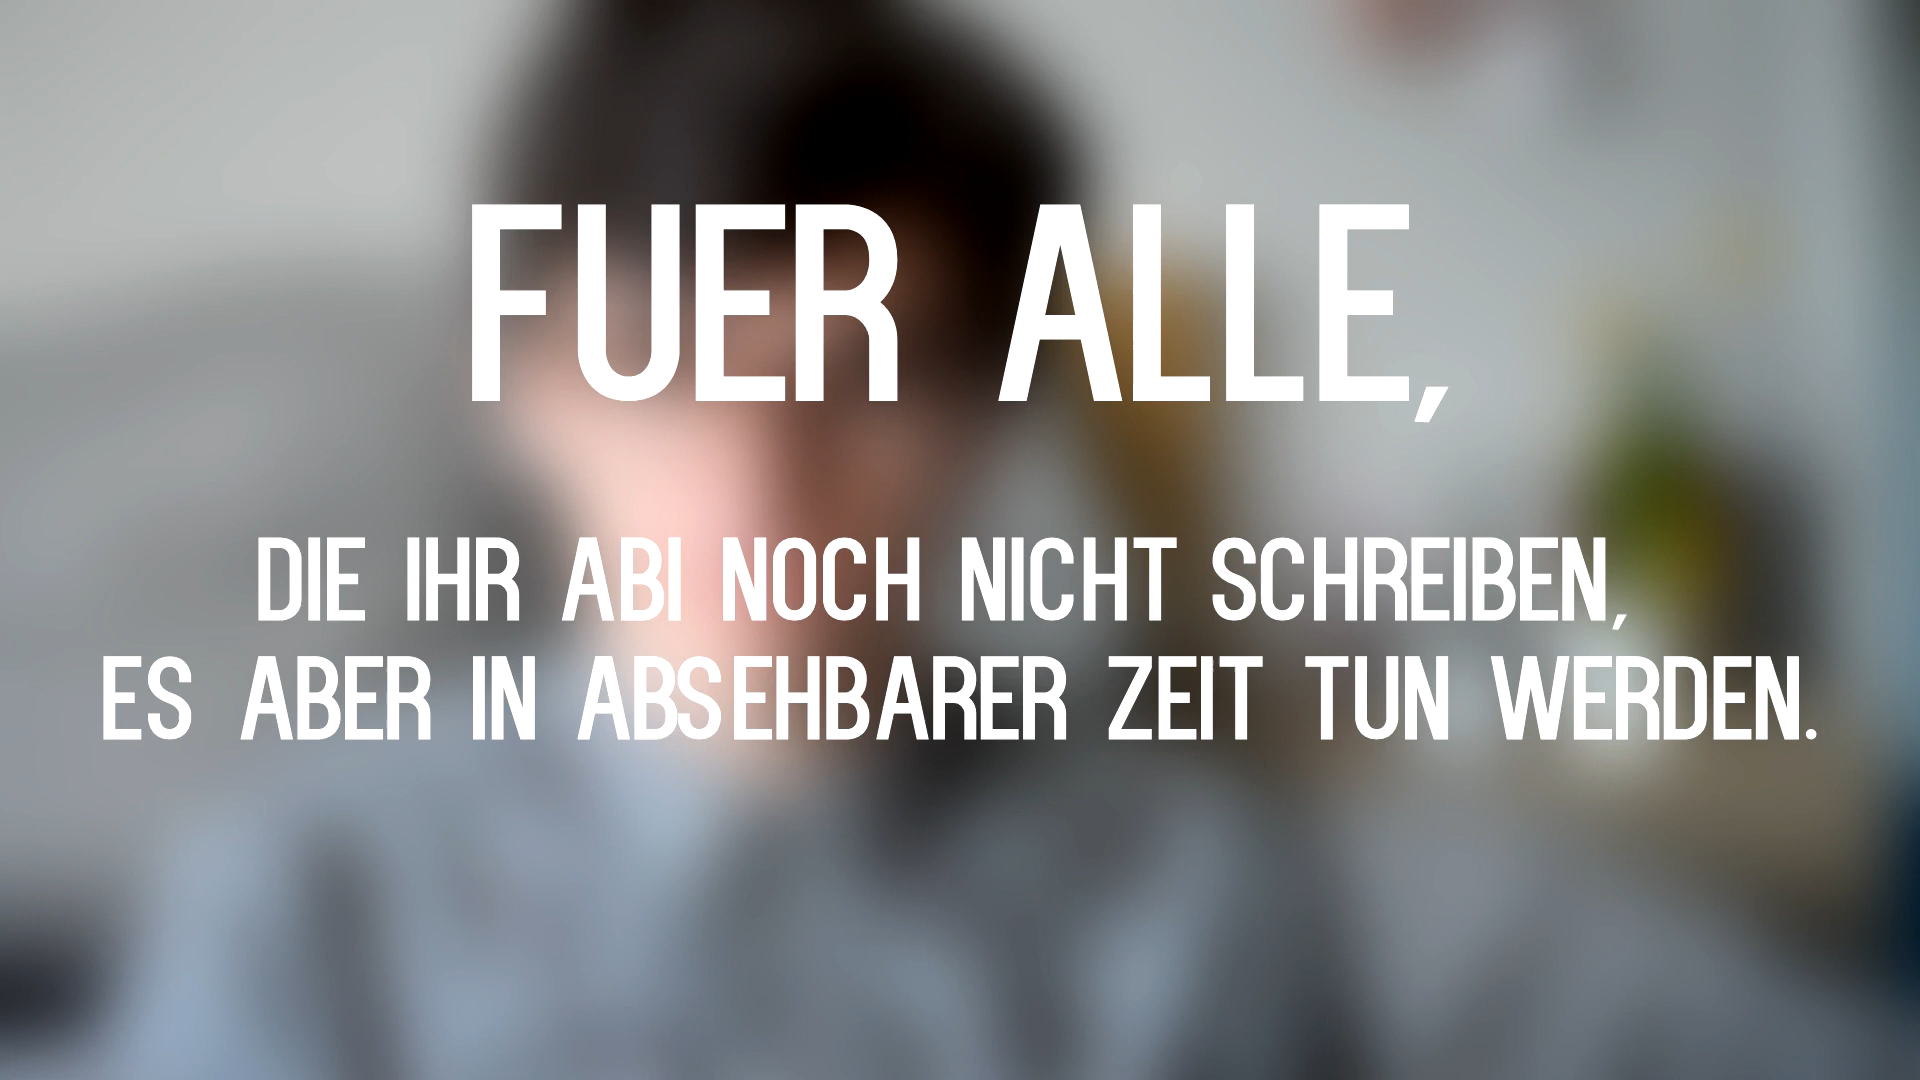 FUER ALLE,
DIE IHR ABI NOCH NICHT SCHREIBEN,
ES ABER IN ABSEHBARER ZEIT TUN WERDEN.